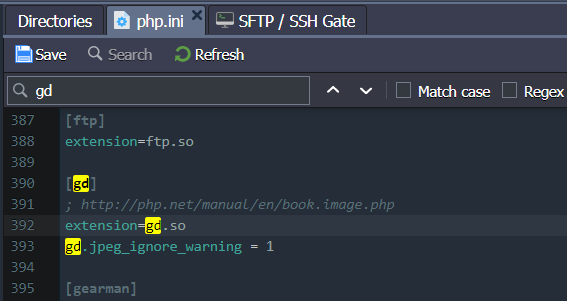 Directories php.ini SFTP / SSH Gate
Save Search Refresh
gd Match case Regex
387 [ftp]
388 extension=ftp.so
389
390 [gd]
391 ; http://php.net/manual/en/book.image.php
392 extension=gd.so
393 gd.jpeg_ignore_warning = 1
394
395 [gearman]